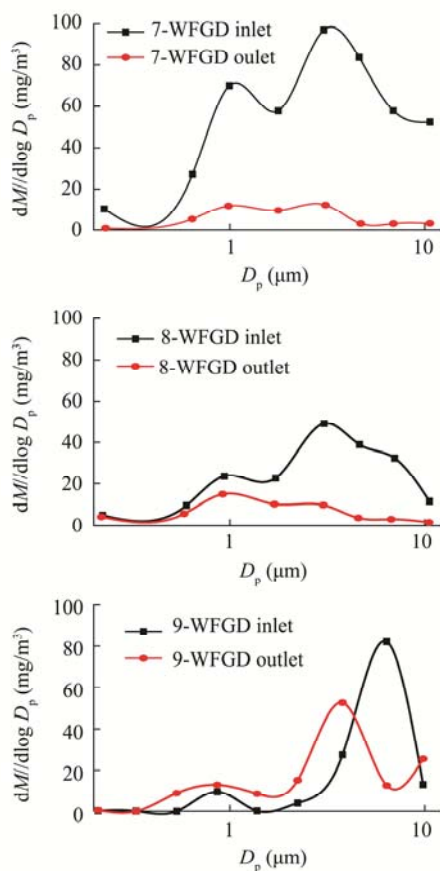 7-WFGD inlet
7-WFGD outlet
dM//dlog Dp (mg/m³)
100
80
60
40
20
0
1
10
Dp (μm)
8-WFGD inlet
8-WFGD outlet
dM//dlog Dp (mg/m³)
100
80
60
40
20
0
1
10
Dp (μm)
9-WFGD inlet
9-WFGD outlet
dM//dlog Dp (mg/m³)
100
80
60
40
20
0
1
10
Dp (μm)